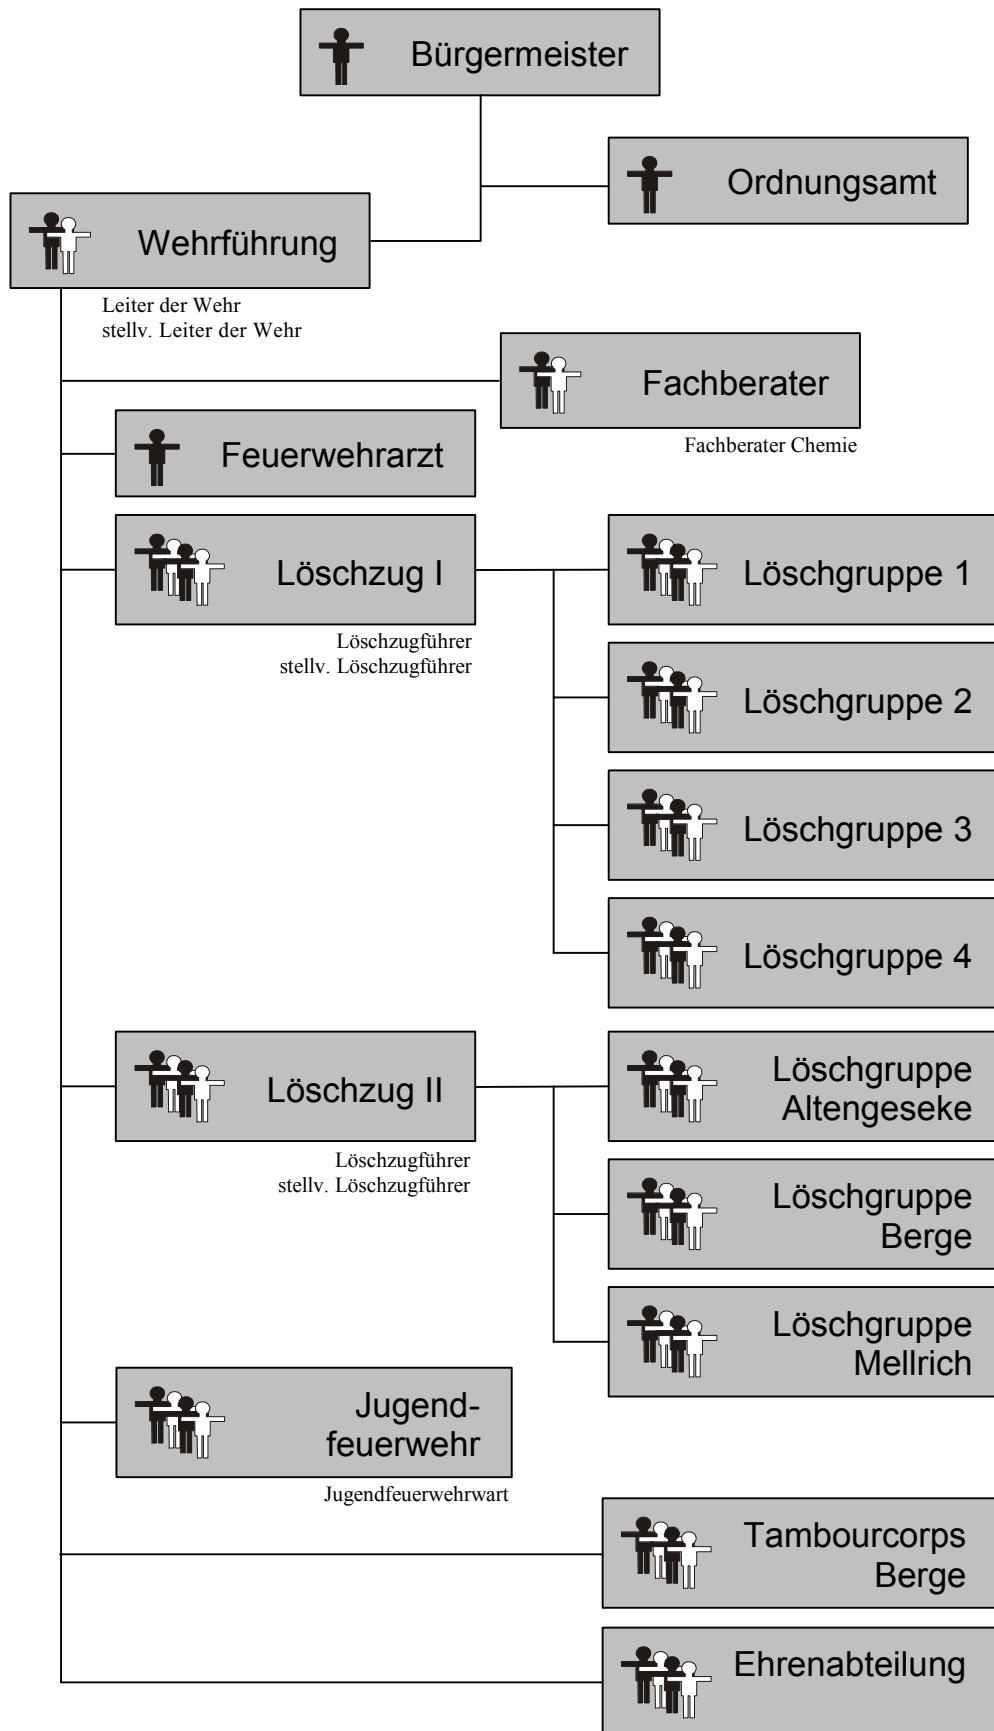 Bürgermeister
Ordnungsamt
Wehrführung
Leiter der Wehr
stellv. Leiter der Wehr
Fachberater
Fachberater Chemie
Feuerwehrarzt
Löschzug I
Löschzugführer
stellv. Löschzugführer
Löschgruppe 1
Löschgruppe 2
Löschgruppe 3
Löschgruppe 4
Löschzug II
Löschzugführer
stellv. Löschzugführer
Löschgruppe
Altengeseke
Löschgruppe
Berge
Löschgruppe
Mellrich
Jugend-
feuerwehr
Jugendfeuerwehrwart
Tambourcorps
Berge
Ehrenabteilung